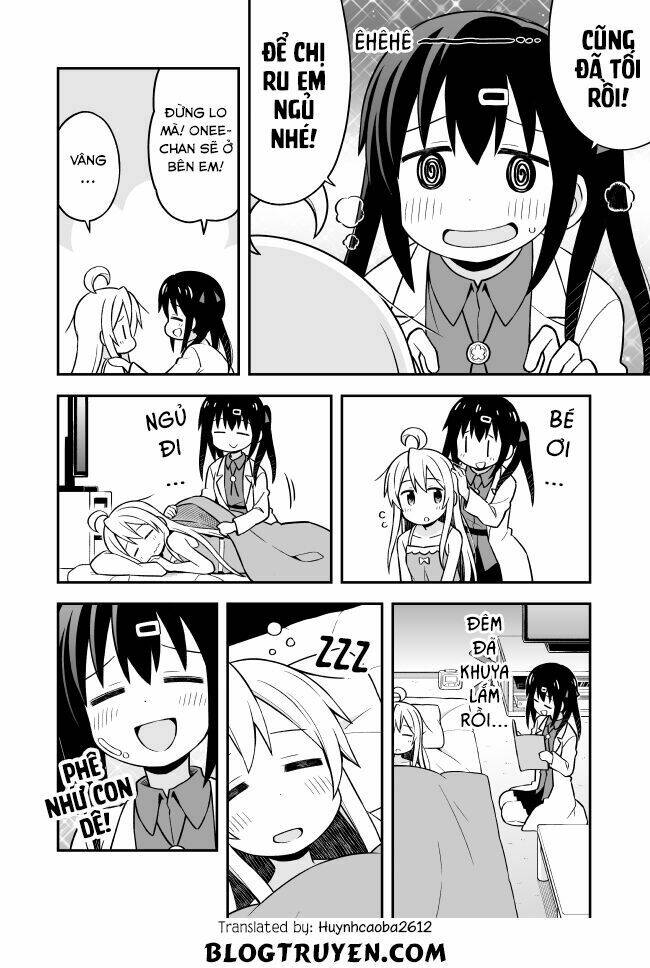 CŨNG
ĐÃ TỐI
RỒI!
ÊHÊHÊ
ĐỂ CHỊ
RU EM
NGỦ
NHÉ!
ĐỪNG LO
MÀ! ONEE-
CHAN SẼ Ở
BÊN EM!
VÂNG
...
BÉ
ƠI
...
NGỦ
ĐI
...
ĐÊM
ĐÃ
KHUYA
LẮM
RỒI...
ZZZ
PHÊ
NHƯ CON
DÊ!
Translated by: Huynhcaoba2612
BLOGTRUYEN.COM